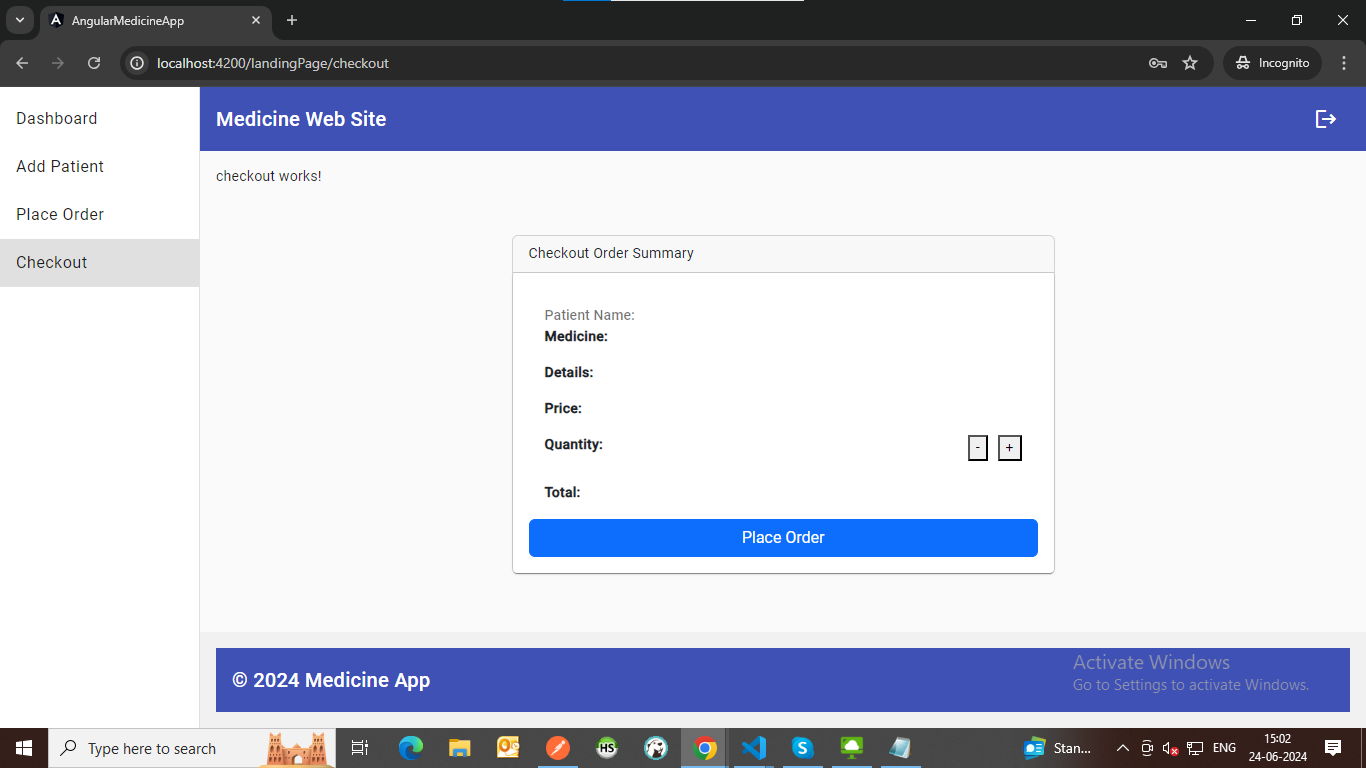 AngularMedicineApp
localhost:4200/landingPage/checkout
Incognito
Dashboard
Add Patient
Place Order
Checkout
Medicine Web Site
checkout works!
Checkout Order Summary
Patient Name:
Medicine:
Details:
Price:
Quantity:
- +
Total:
Place Order
© 2024 Medicine App
Activate Windows
Go to Settings to activate Windows.
Type here to search
HS
Stan...
ENG
15:02
24-06-2024